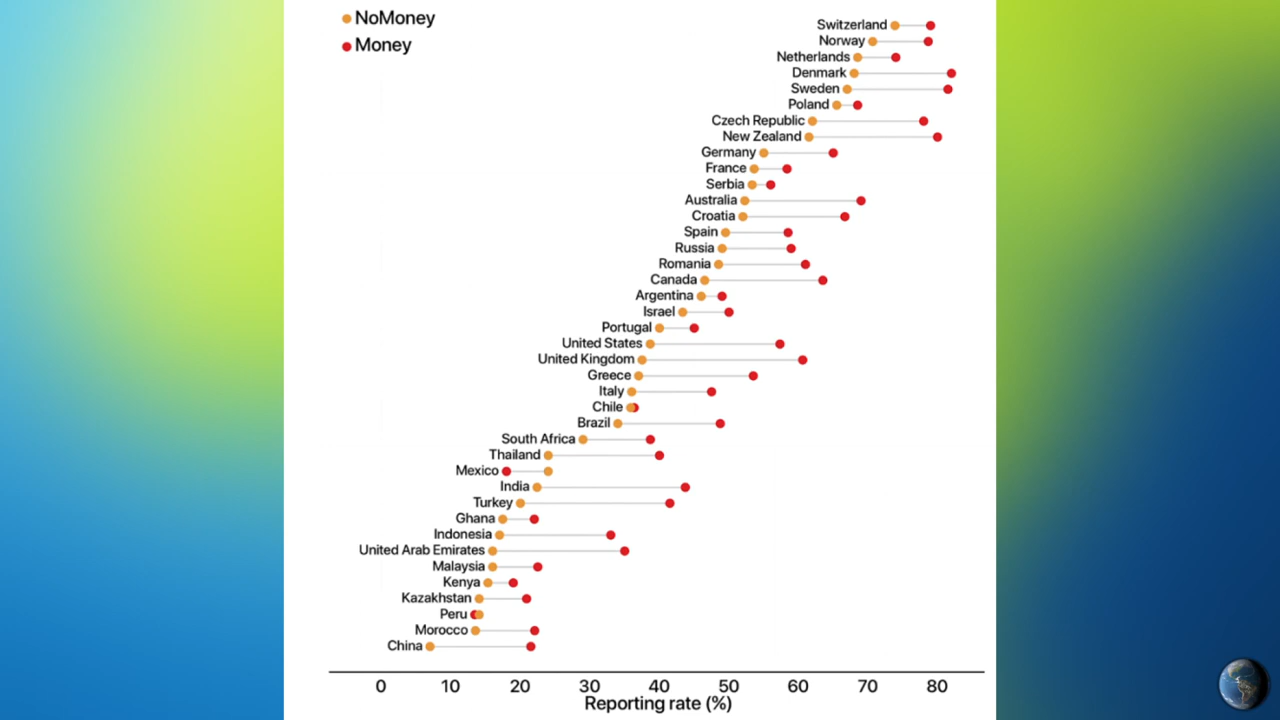 NoMoney
Money
Switzerland
Norway
Netherlands
Denmark
Sweden
Poland
Czech Republic
New Zealand
Germany
France
Serbia
Australia
Croatia
Spain
Russia
Romania
Canada
Argentina
Israel
Portugal
United States
United Kingdom
Greece
Italy
Chile
Brazil
South Africa
Thailand
Mexico
India
Turkey
Ghana
Indonesia
United Arab Emirates
Malaysia
Kenya
Kazakhstan
Peru
Morocco
China
0 10 20 30 40 50 60 70 80
Reporting rate (%)